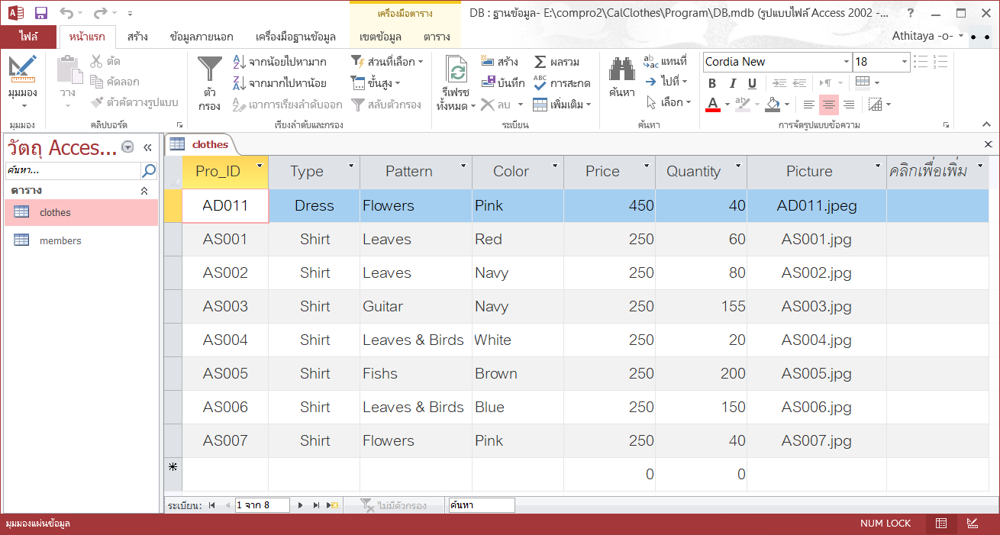 เครื่องมือตาราง
DB : ฐานข้อมูล- E:\compro2\CalClothes\Program\DB.mdb (รูปแบบไฟล์ Access 2002 -...
ไฟล์ หน้าแรก สร้าง ข้อมูลภายนอก เครื่องมือฐานข้อมูล เขตข้อมูล ตาราง
Athitaya -o-
มุมมอง
มุมมอง
วาง
ตัด
คัดลอก
ตัวคัดวางรูปแบบ
คลิปบอร์ด
ตัว
กรอง
จากน้อยไปหามาก
จากมากไปหาน้อย
เอาการเรียงลำดับออก
ส่วนที่เลือก
ขั้นสูง
สลับตัวกรอง
เรียงลำดับและกรอง
รีเฟรช
ทั้งหมด
สร้าง
บันทึก
ลบ
ผลรวม
การสะกด
เพิ่มเติม
ระเบียน
ค้นหา
แทนที่
ไปที่
เลือก
ค้นหา
Cordia New 18
B I U
A
การจัดรูปแบบข้อความ
วัตถุ Acces...
ค้นหา...
ตาราง
clothes
members
clothes
Pro_ID Type Pattern Color Price Quantity Picture คลิกเพื่อเพิ่ม
AD011 Dress Flowers Pink 450 40 AD011.jpeg
AS001 Shirt Leaves Red 250 60 AS001.jpg
AS002 Shirt Leaves Navy 250 80 AS002.jpg
AS003 Shirt Guitar Navy 250 155 AS003.jpg
AS004 Shirt Leaves & Birds White 250 20 AS004.jpg
AS005 Shirt Fishs Brown 250 200 AS005.jpg
AS006 Shirt Leaves & Birds Blue 250 150 AS006.jpg
AS007 Shirt Flowers Pink 250 40 AS007.jpg
0 0
ระเบียน: 1 จาก 8 ไม่มีตัวกรอง ค้นหา
มุมมองแผ่นข้อมูล NUM LOCK